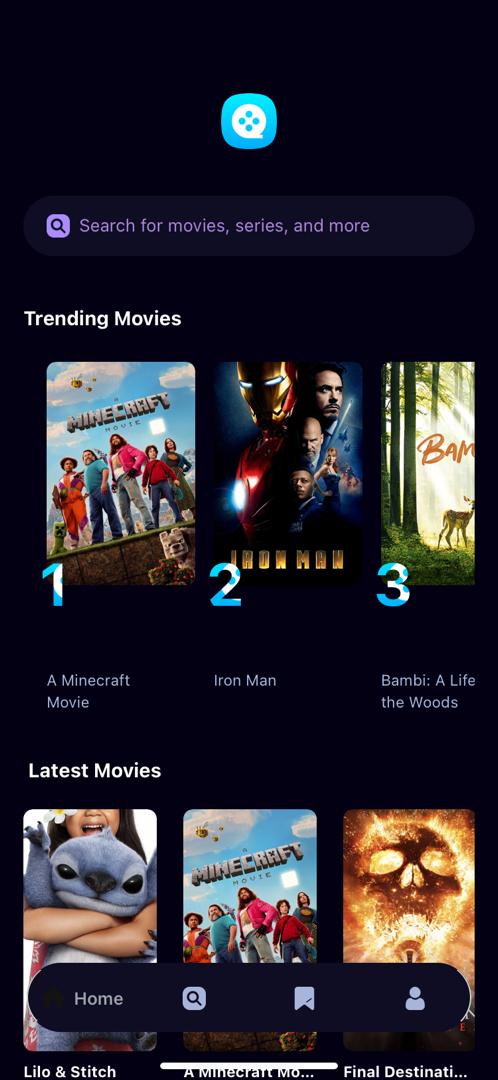 Search for movies, series, and more
Trending Movies
A
MINECRAFT
MOVIE
IRON MAN
BAM
1
2
3
A Minecraft
Movie
Iron Man
Bambi: A Life
the Woods
Latest Movies
A
MINECRAFT
MOVIE
Home
Lilo & Stitch
A Minecraft Mo...
Final Destinati...